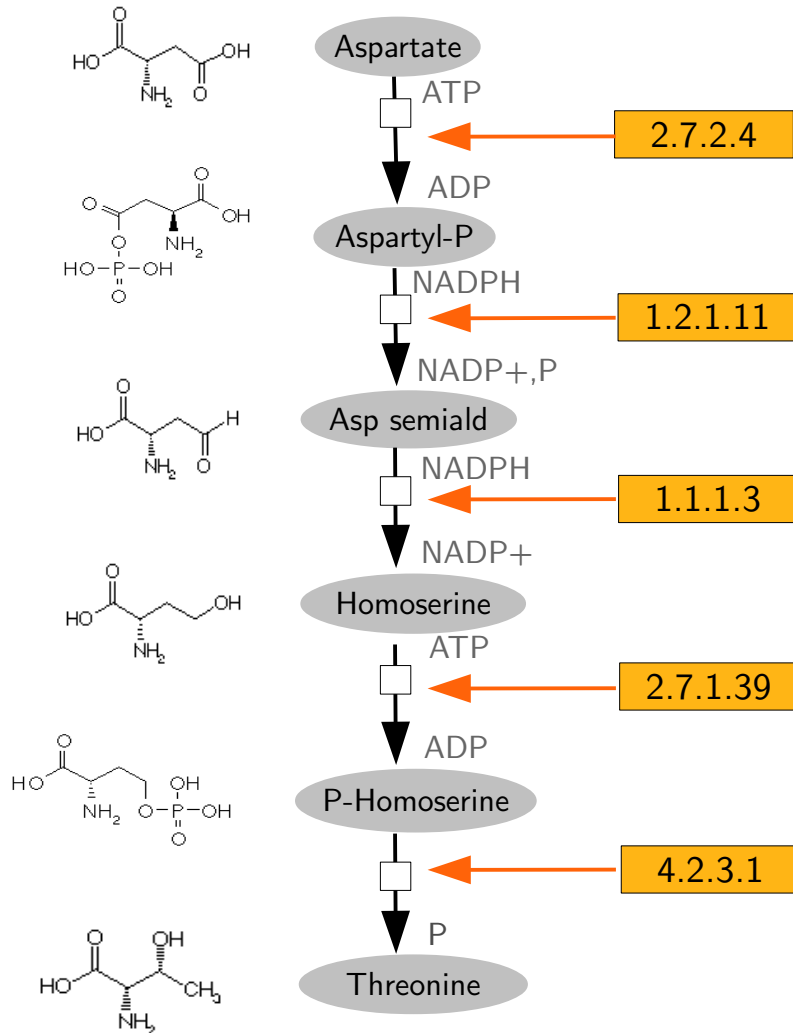 Aspartate
ATP
2.7.2.4
ADP
Aspartyl-P
NADPH
1.2.1.11
NADP+,P
Asp semiald
NADPH
1.1.1.3
NADP+
Homoserine
ATP
2.7.1.39
ADP
P-Homoserine
4.2.3.1
P
Threonine
O
O
HO
OH
NH2
O
O
O
OH
O
NH2
HO
P
OH
O
O
H
HO
NH2
O
O
OH
HO
NH2
O
OH
HO
NH2
O
P
OH
O
OH
O
HO
CH3
NH2